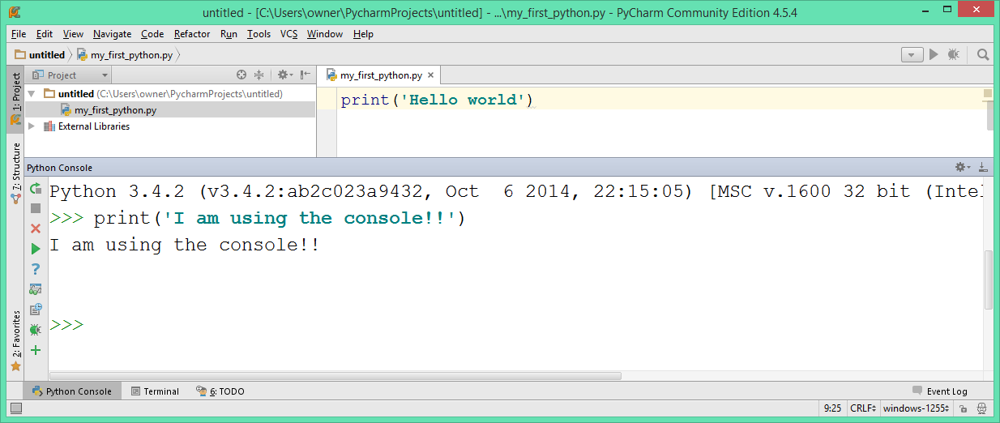 untitled - [C:\Users\owner\PycharmProjects\untitled] - ...\my_first_python.py - PyCharm Community Edition 4.5.4
File Edit View Navigate Code Refactor Run Tools VCS Window Help
untitled my_first_python.py
1: Project
Project
my_first_python.py
untitled (C:\Users\owner\PycharmProjects\untitled)
my_first_python.py
External Libraries
print('Hello world')
7: Structure
2: Favorites
Python Console
Python 3.4.2 (v3.4.2:ab2c023a9432, Oct  6 2014, 22:15:05) [MSC v.1600 32 bit (Intel
>>> print('I am using the console!!')
I am using the console!!
>>>
Python Console Terminal 6: TODO Event Log
9:25 CRLF windows-1255